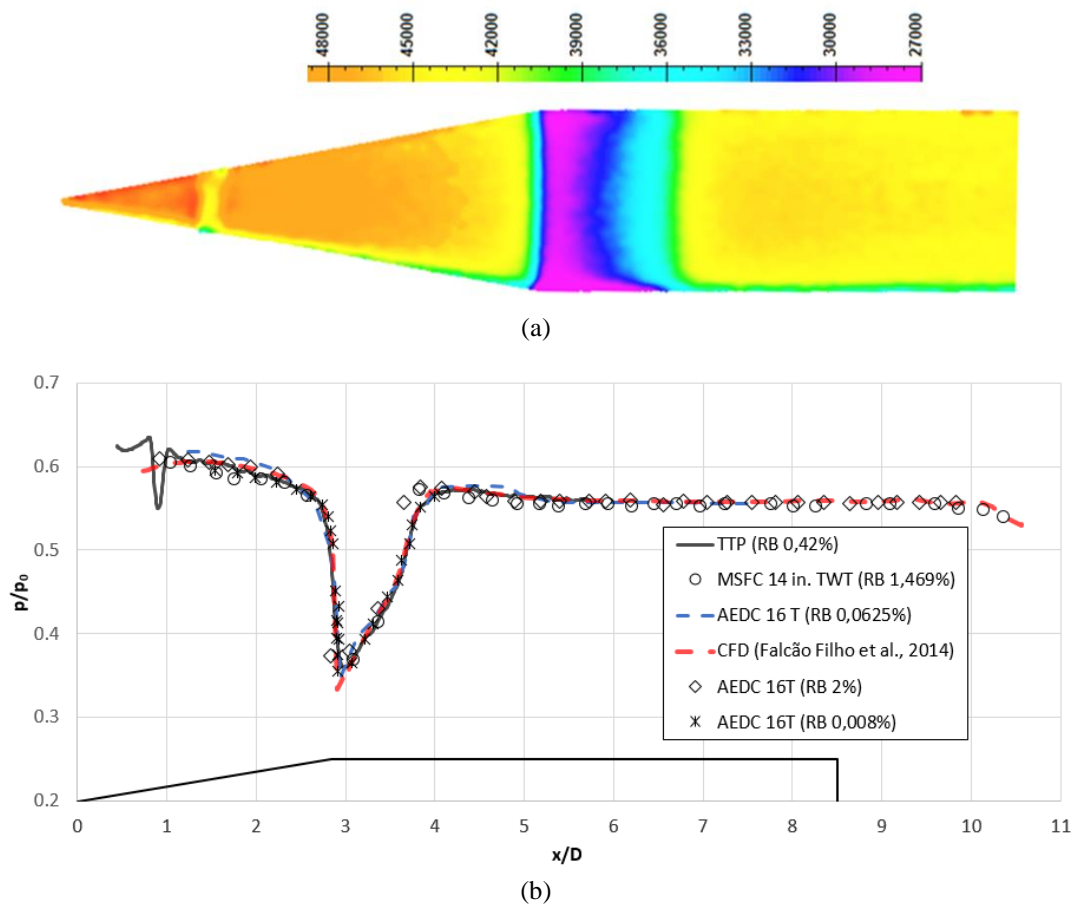 48000 45000 42000 39000 36000 33000 30000 27000
(a)
0.7
0.6
0.5
0.4
0.3
0.2
p/p₀
TTP (RB 0,42%)
MSFC 14 in. TWT (RB 1,469%)
AEDC 16 T (RB 0,0625%)
CFD (Falcão Filho et al., 2014)
AEDC 16T (RB 2%)
AEDC 16T (RB 0,008%)
0 1 2 3 4 5 6 7 8 9 10 11
x/D
(b)